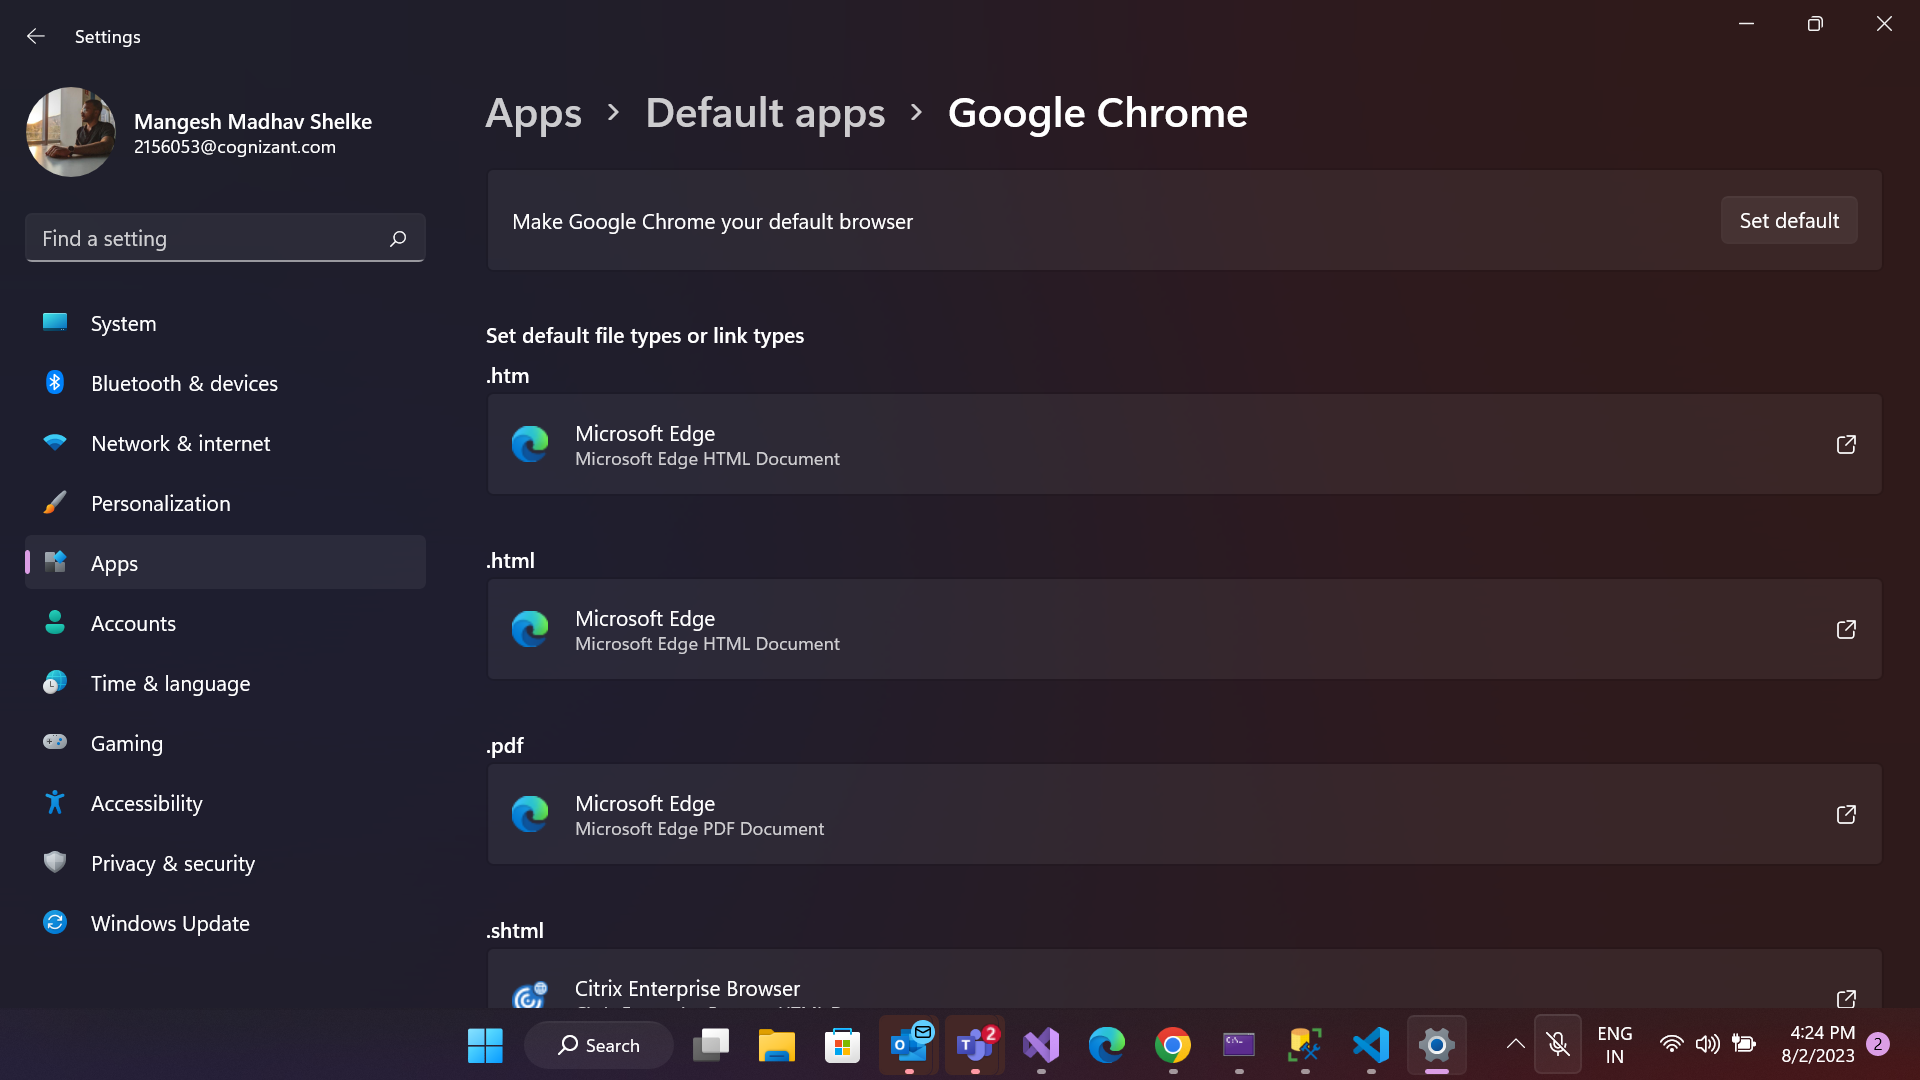 Settings
Mangesh Madhav Shelke
2156053@cognizant.com
Find a setting
System
Bluetooth & devices
Network & internet
Personalization
Apps
Accounts
Time & language
Gaming
Accessibility
Privacy & security
Windows Update
Apps > Default apps > Google Chrome
Make Google Chrome your default browser
Set default
Set default file types or link types
.htm
Microsoft Edge
Microsoft Edge HTML Document
.html
Microsoft Edge
Microsoft Edge HTML Document
.pdf
Microsoft Edge
Microsoft Edge PDF Document
.shtml
Citrix Enterprise Browser
Search
2
ENG
IN
4:24 PM
8/2/2023
2